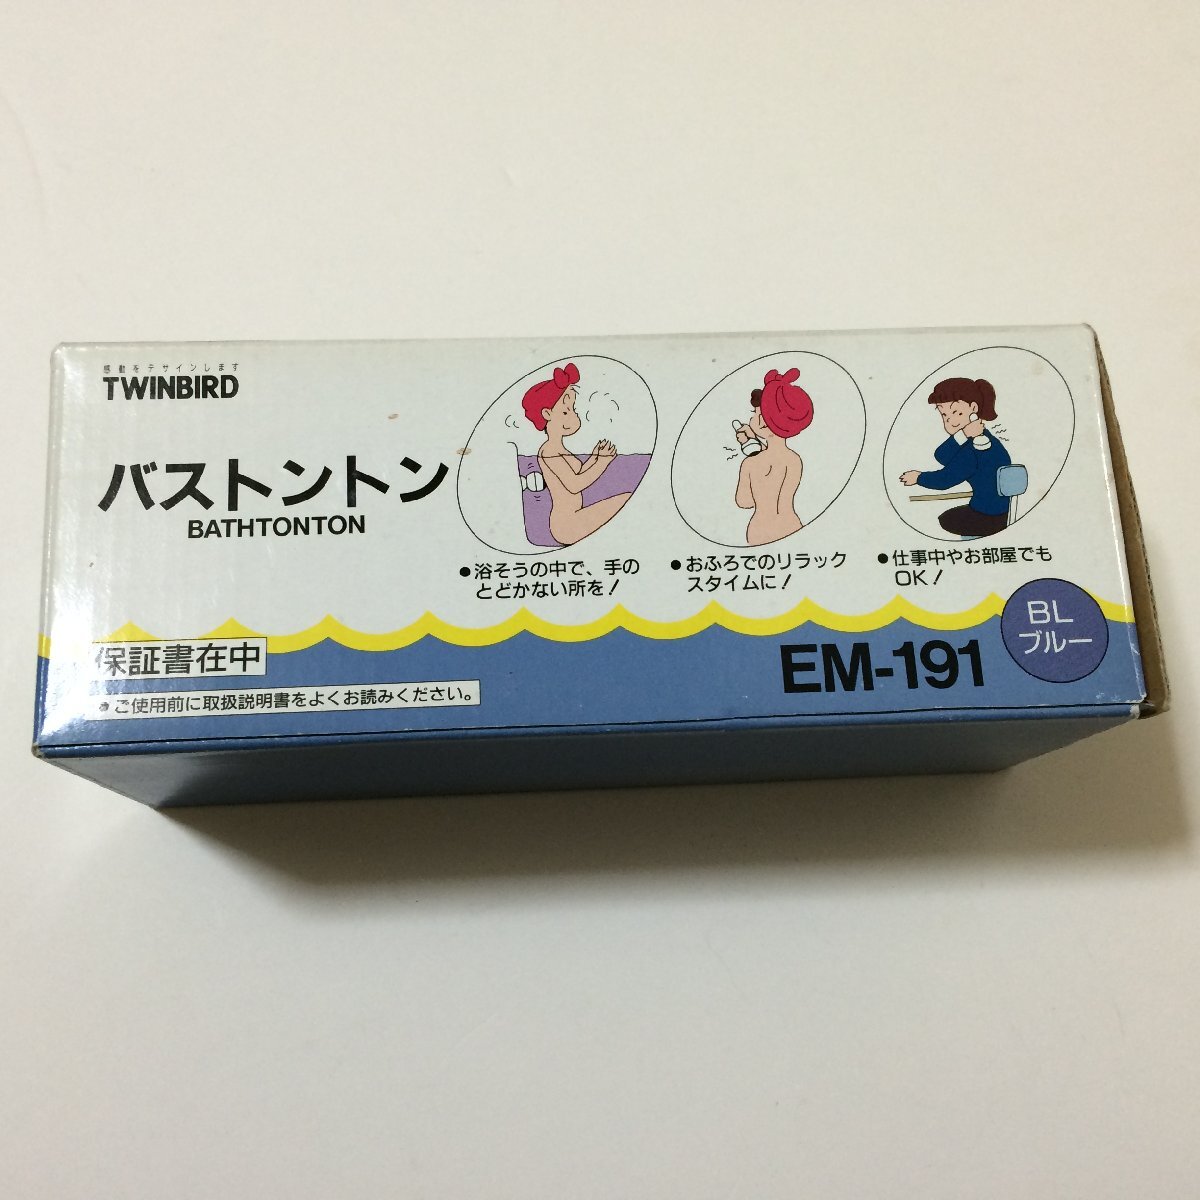 感動をデザインします
TWINBIRD
バストントン
BATHTONTON
●浴そうの中で、手の
とどかない所を!
●おふろでのリラック
スタイムに!
●仕事中やお部屋でも
OK!
保証書在中
●ご使用前に取扱説明書をよくお読みください。
EM-191
BL
ブルー